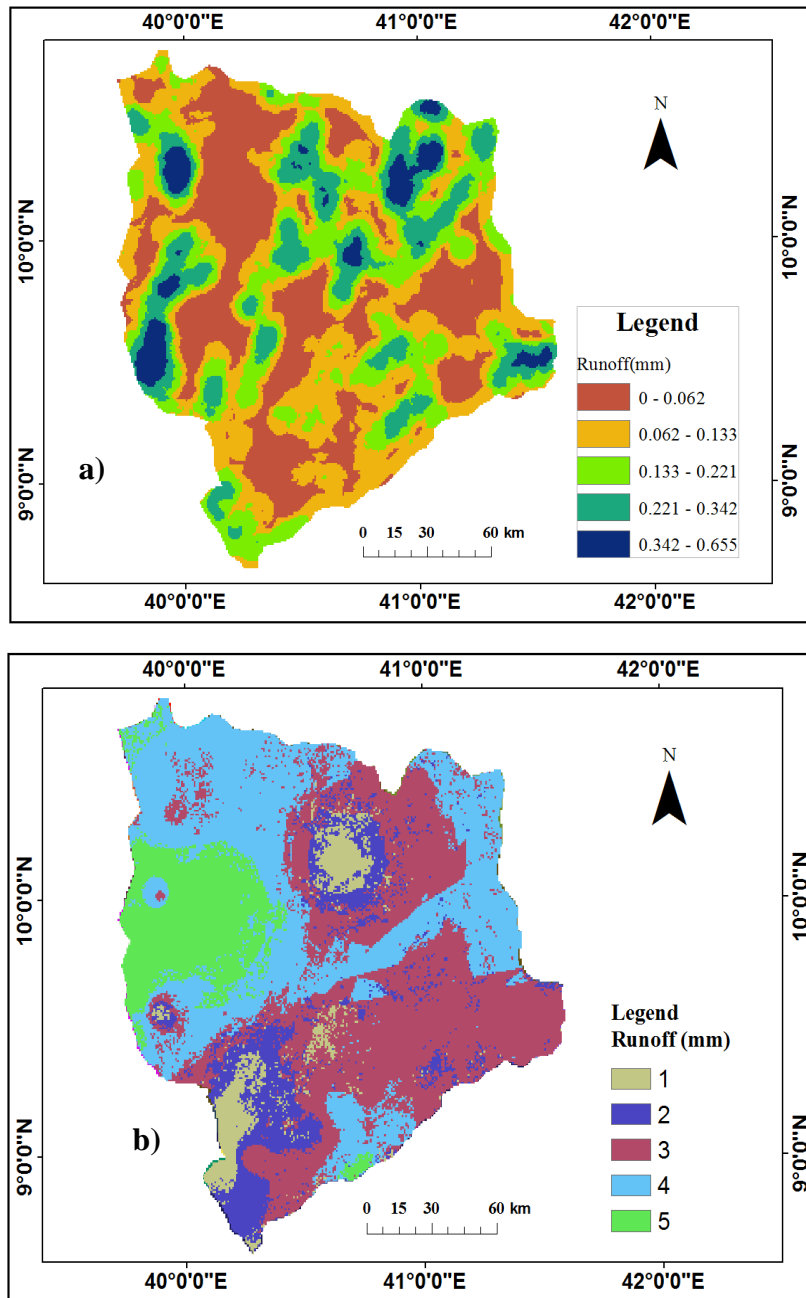 40°0'0"E 41°0'0"E 42°0'0"E
N
10°0'0"N 10°0'0"N
Legend
Runoff(mm)
0 - 0.062
0.062 - 0.133
0.133 - 0.221
0.221 - 0.342
0.342 - 0.655
a)
9°0'0"N 9°0'0"N
0 15 30 60 km
40°0'0"E 41°0'0"E 42°0'0"E
40°0'0"E 41°0'0"E 42°0'0"E
N
10°0'0"N 10°0'0"N
Legend
Runoff (mm)
1
2
3
4
5
b)
9°0'0"N 9°0'0"N
0 15 30 60 km
40°0'0"E 41°0'0"E 42°0'0"E